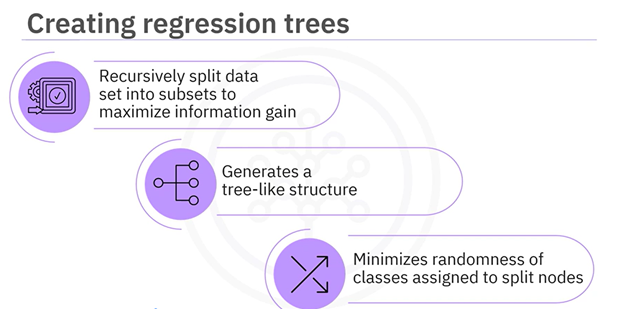 Creating regression trees
Recursively split data
set into subsets to
maximize information gain
Generates a
tree-like structure
Minimizes randomness of
classes assigned to split nodes